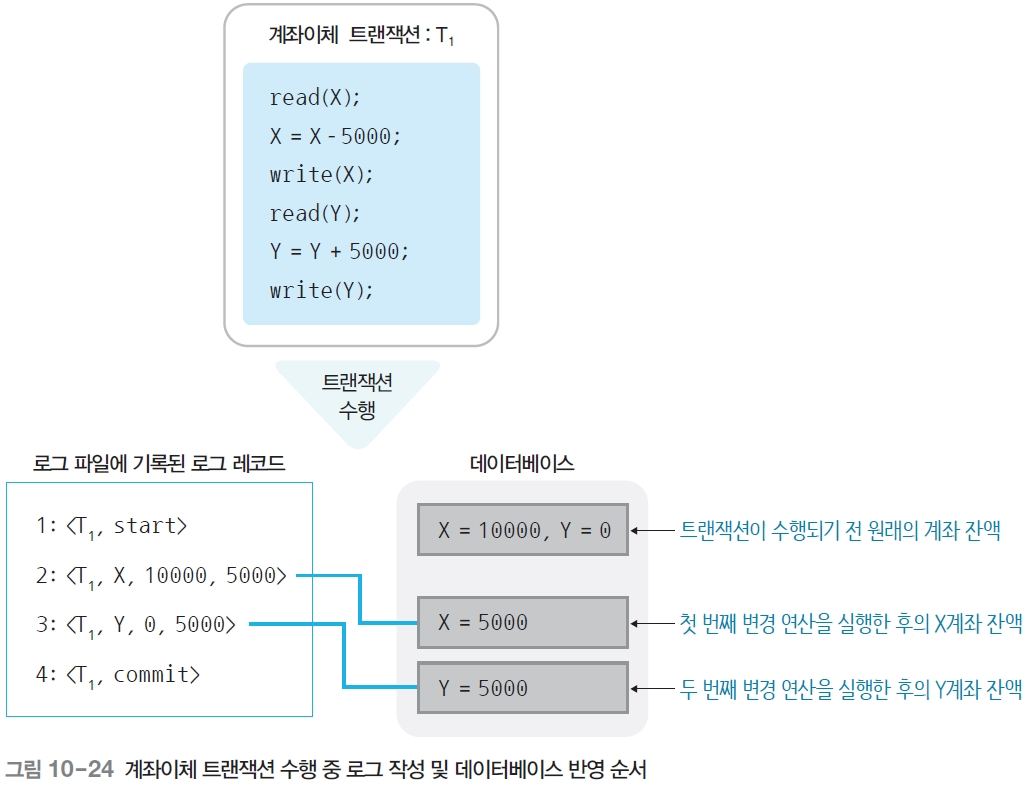 계좌이체 트랜잭션 : T1
read(X);
X = X - 5000;
write(X);
read(Y);
Y = Y + 5000;
write(Y);
트랜잭션
수행
로그 파일에 기록된 로그 레코드
1: <T1, start>
2: <T1, X, 10000, 5000>
3: <T1, Y, 0, 5000>
4: <T1, commit>
데이터베이스
X = 10000, Y = 0
트랜잭션이 수행되기 전 원래의 계좌 잔액
X = 5000
첫 번째 변경 연산을 실행한 후의 X계좌 잔액
Y = 5000
두 번째 변경 연산을 실행한 후의 Y계좌 잔액
그림 10-24 계좌이체 트랜잭션 수행 중 로그 작성 및 데이터베이스 반영 순서